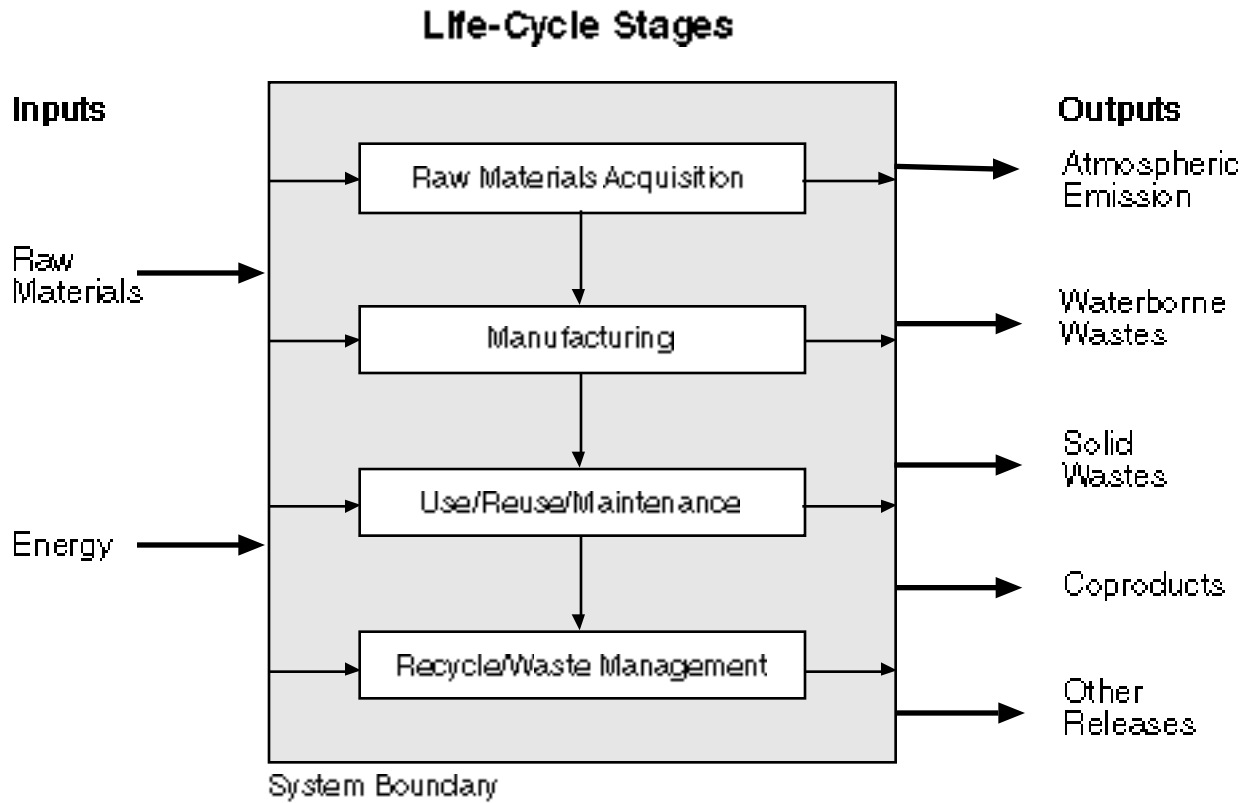 Life-Cycle Stages
Inputs
Outputs
Raw Materials Acquisition
Atmospheric
Emission
Raw
Materials
Manufacturing
Waterborne
Wastes
Solid
Wastes
Use/Reuse/Maintenance
Energy
Coproducts
Recycle/Waste Management
Other
Releases
System Boundary